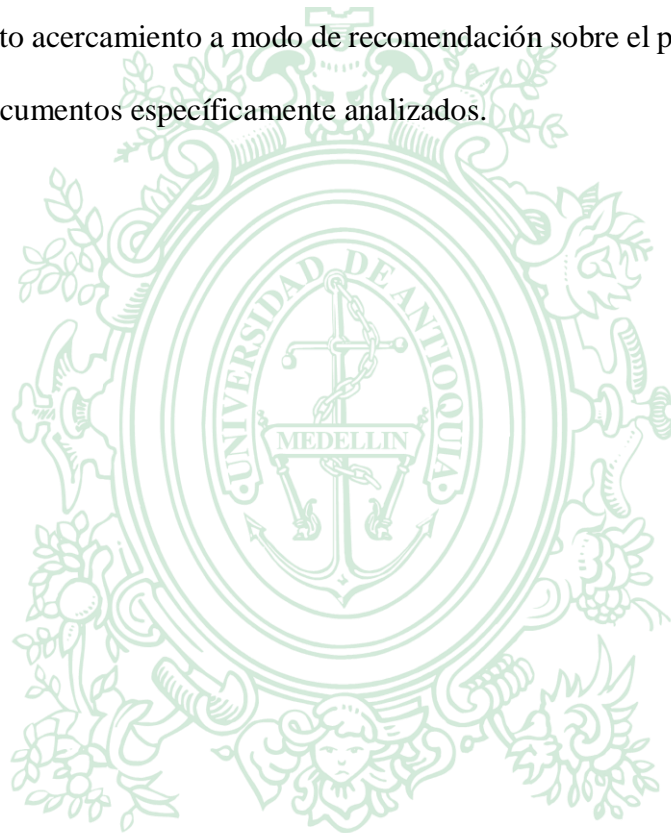 to acercamiento a modo de recomendación sobre el p
cumentos específicamente analizados.
UNIVERSIDAD DE ANTIOQUIA
MEDELLIN